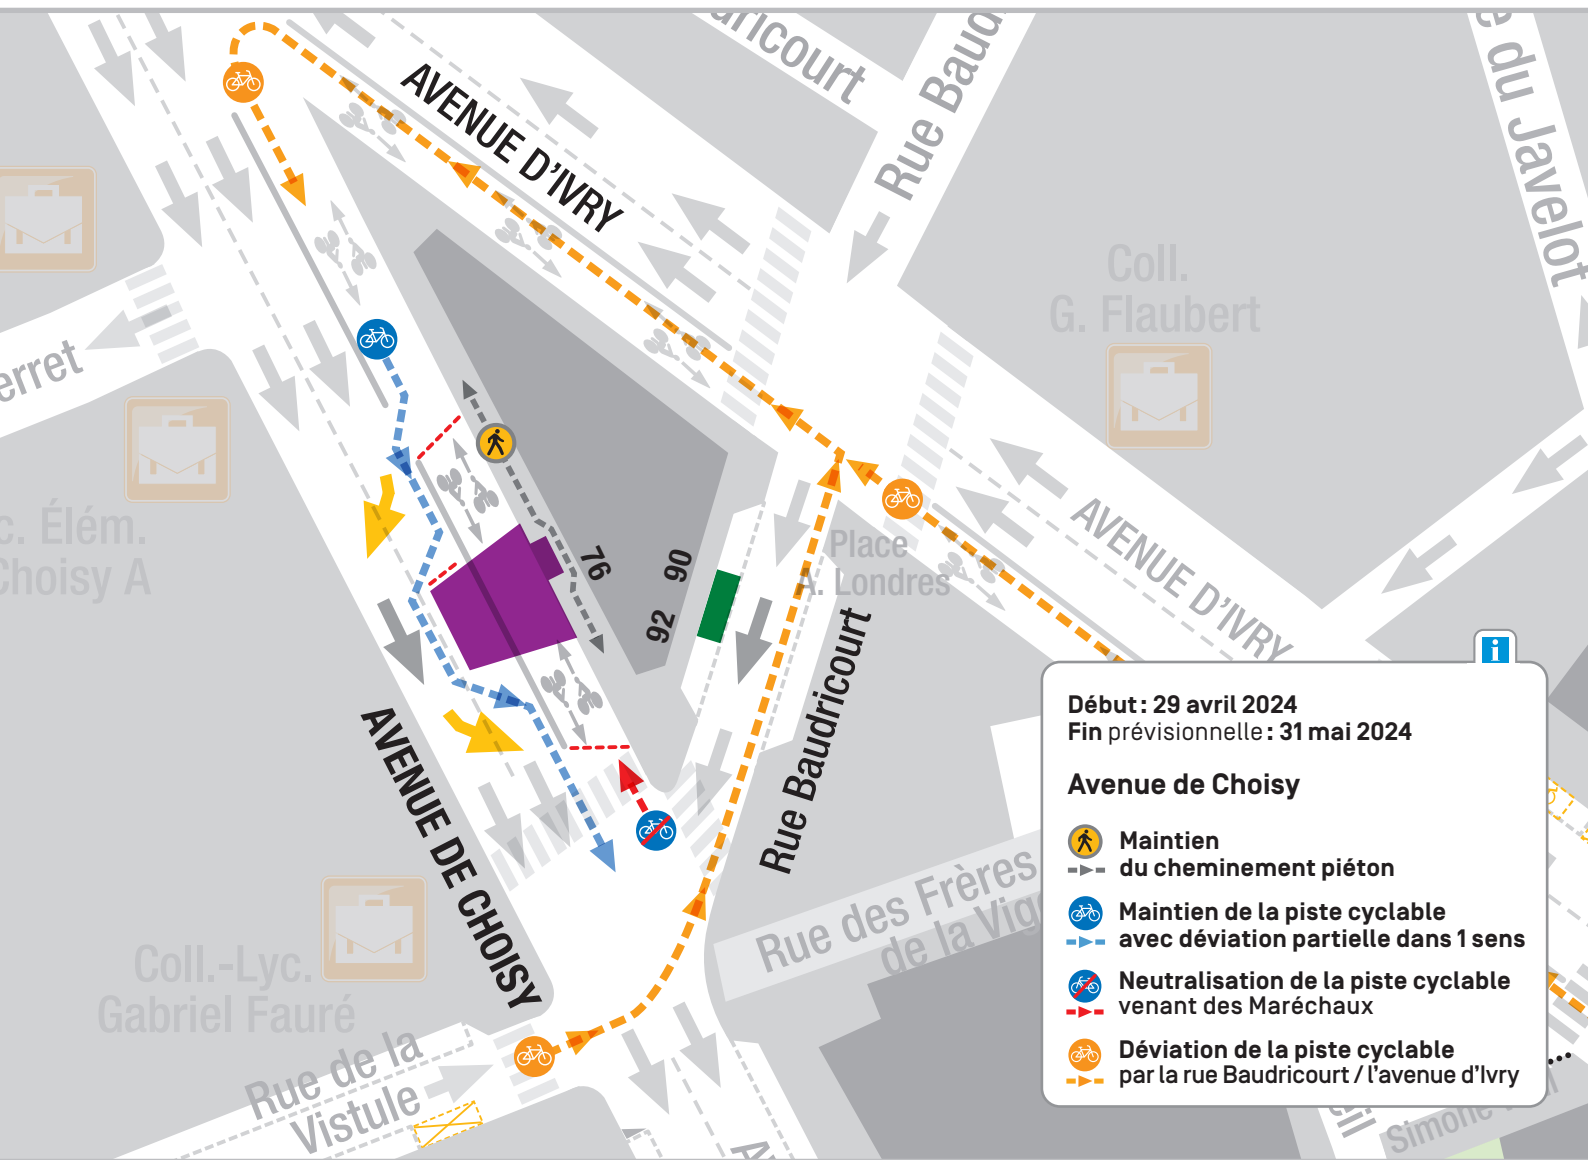 Rue Baudricourt
AVENUE D'IVRY
Coll.
G. Flaubert
AVENUE D'IVRY
Place
A. Londres
76
90
92
Rue Baudricourt
AVENUE DE CHOISY
Choisy A
Coll.-Lyc.
Gabriel Fauré
Rue de la
Vistule
Rue des Frères
de la
i
Début : 29 avril 2024
Fin prévisionnelle : 31 mai 2024
Avenue de Choisy
Maintien
du cheminement piéton
Maintien de la piste cyclable
avec déviation partielle dans 1 sens
Neutralisation de la piste cyclable
venant des Maréchaux
Déviation de la piste cyclable
par la rue Baudricourt / l'avenue d'Ivry
du Javelot
Élém.
Simone